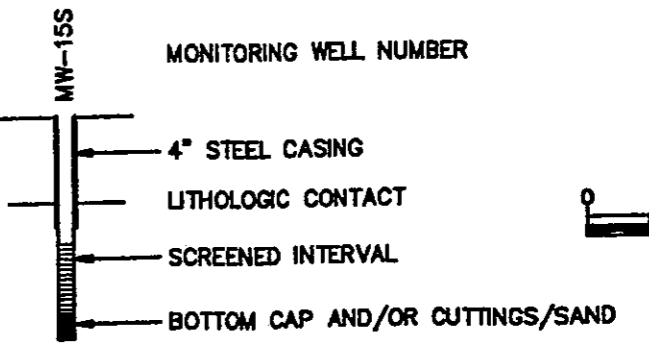 MW-15S
MONITORING WELL NUMBER
4" STEEL CASING
LITHOLOGIC CONTACT
0
SCREENED INTERVAL
BOTTOM CAP AND/OR CUTTINGS/SAND